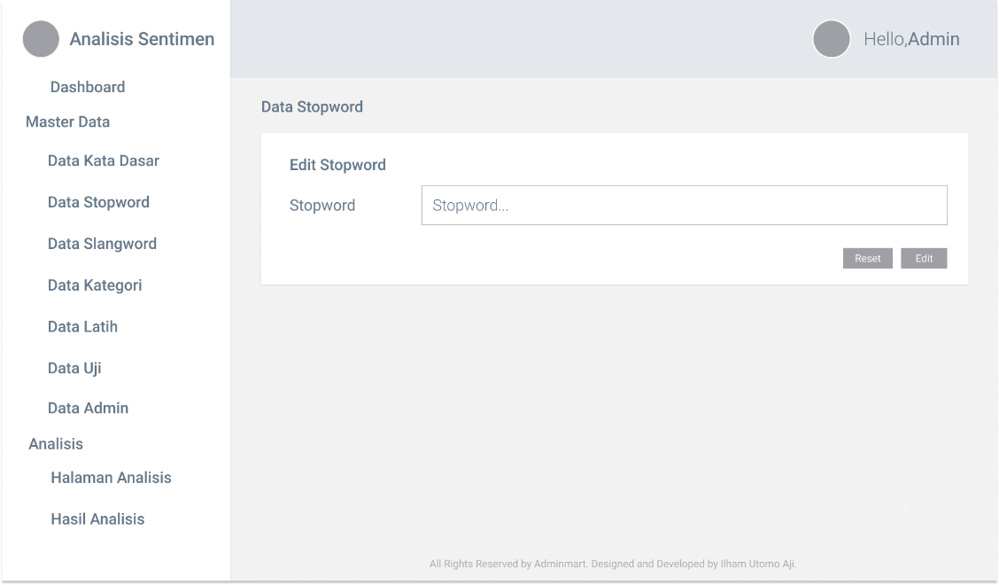 Analisis Sentimen
Hello,Admin
Dashboard
Master Data
Data Kata Dasar
Data Stopword
Data Slangword
Data Kategori
Data Latih
Data Uji
Data Admin
Analisis
Halaman Analisis
Hasil Analisis
Data Stopword
Edit Stopword
Stopword
Stopword...
Reset
Edit
All Rights Reserved by Adminmart. Designed and Developed by Ilham Utomo Aji.